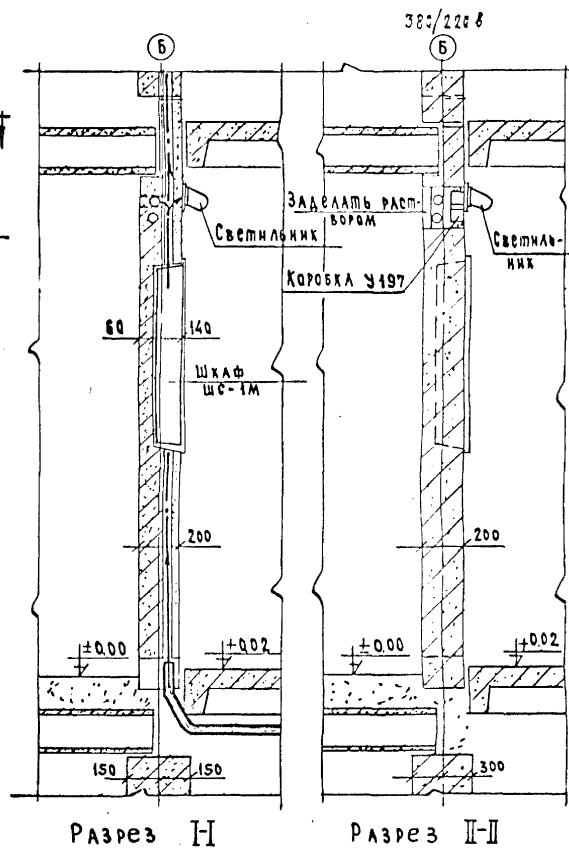 380/220 в
Б
Б
Заделать раст-
вором
Светильник
Светиль-
ник
Коробка У197
60
140
Шкаф
ШС-1М
200
200
±0.00
+0.02
±0.00
+0.02
150
150
300
Разрез I-I
Разрез II-II